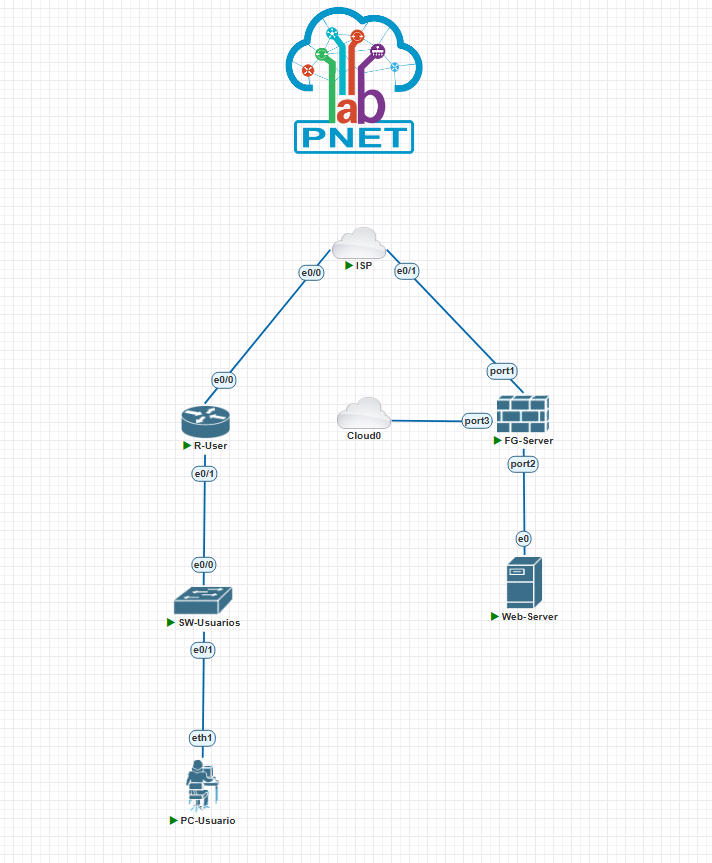 lab
PNET
ISP
e0/0
e0/1
port1
e0/0
port3
R-User
Cloud0
FG-Server
e0/1
port2
e0
e0/0
SW-Usuarios
Web-Server
e0/1
eth1
PC-Usuario